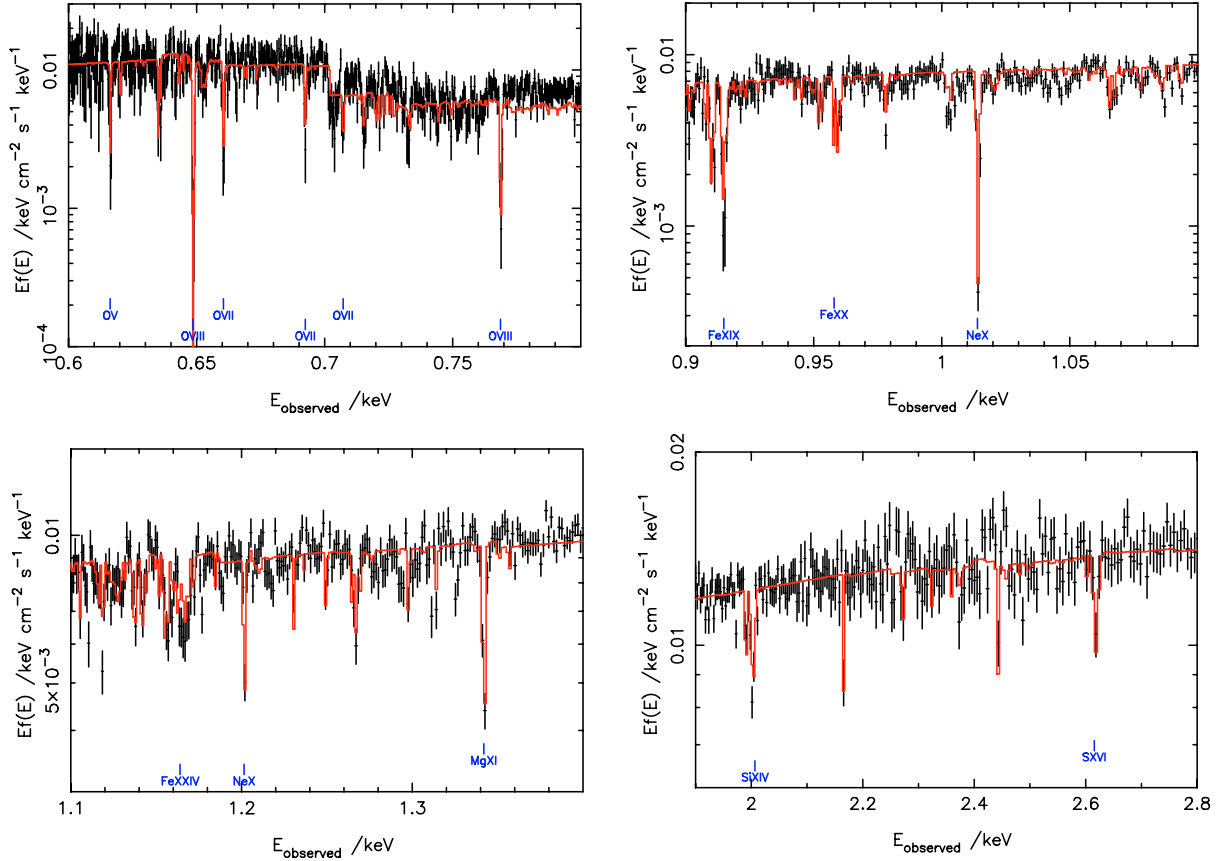 Ef(E) /keV cm⁻² s⁻¹ keV⁻¹
0.01
10⁻³
10⁻⁴
OV
OVIII
OVII
OVII
OVII
OVIII
0.6
0.65
0.7
0.75
E_observed /keV
Ef(E) /keV cm⁻² s⁻¹ keV⁻¹
0.01
10⁻³
FeXIX
FeXX
NeX
0.9
0.95
1
1.05
E_observed /keV
Ef(E) /keV cm⁻² s⁻¹ keV⁻¹
0.01
5×10⁻³
FeXXIV
NeX
MgXI
1.1
1.2
1.3
E_observed /keV
Ef(E) /keV cm⁻² s⁻¹ keV⁻¹
0.02
0.01
SiXIV
SXVI
2
2.2
2.4
2.6
2.8
E_observed /keV